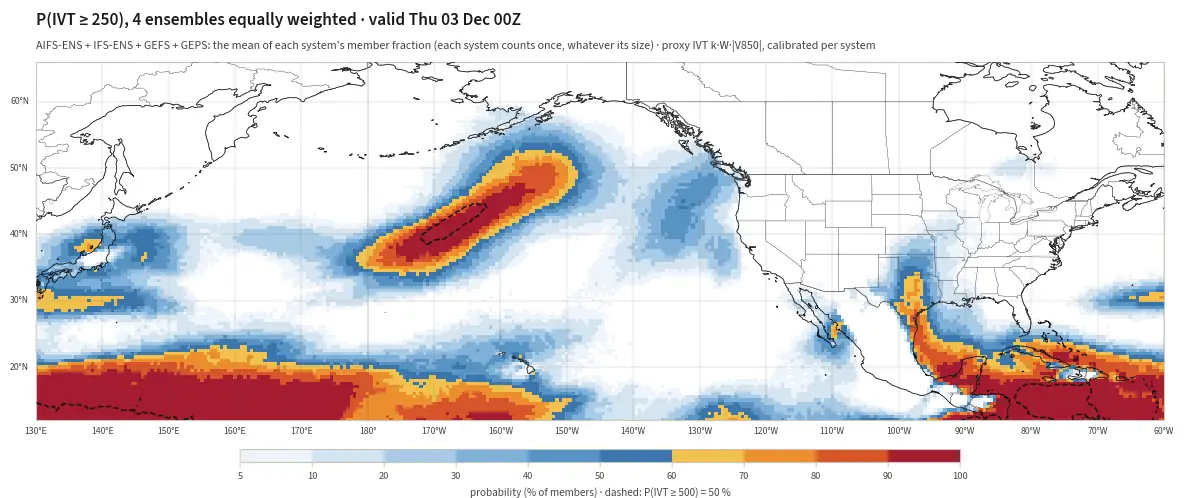 P(IVT ≥ 250), 4 ensembles equally weighted · valid Thu 03 Dec 00Z
AIFS-ENS + IFS-ENS + GEFS + GEPS: the mean of each system's member fraction (each system counts once, whatever its size) · proxy IVT k·W·|V850|, calibrated per system
60°N
50°N
40°N
30°N
20°N
130°E 140°E 150°E 160°E 170°E 180° 170°W 160°W 150°W 140°W 130°W 120°W 110°W 100°W 90°W 80°W 70°W 60°W
5 10 20 30 40 50 60 70 80 90 100
probability (% of members) · dashed: P(IVT ≥ 500) = 50 %